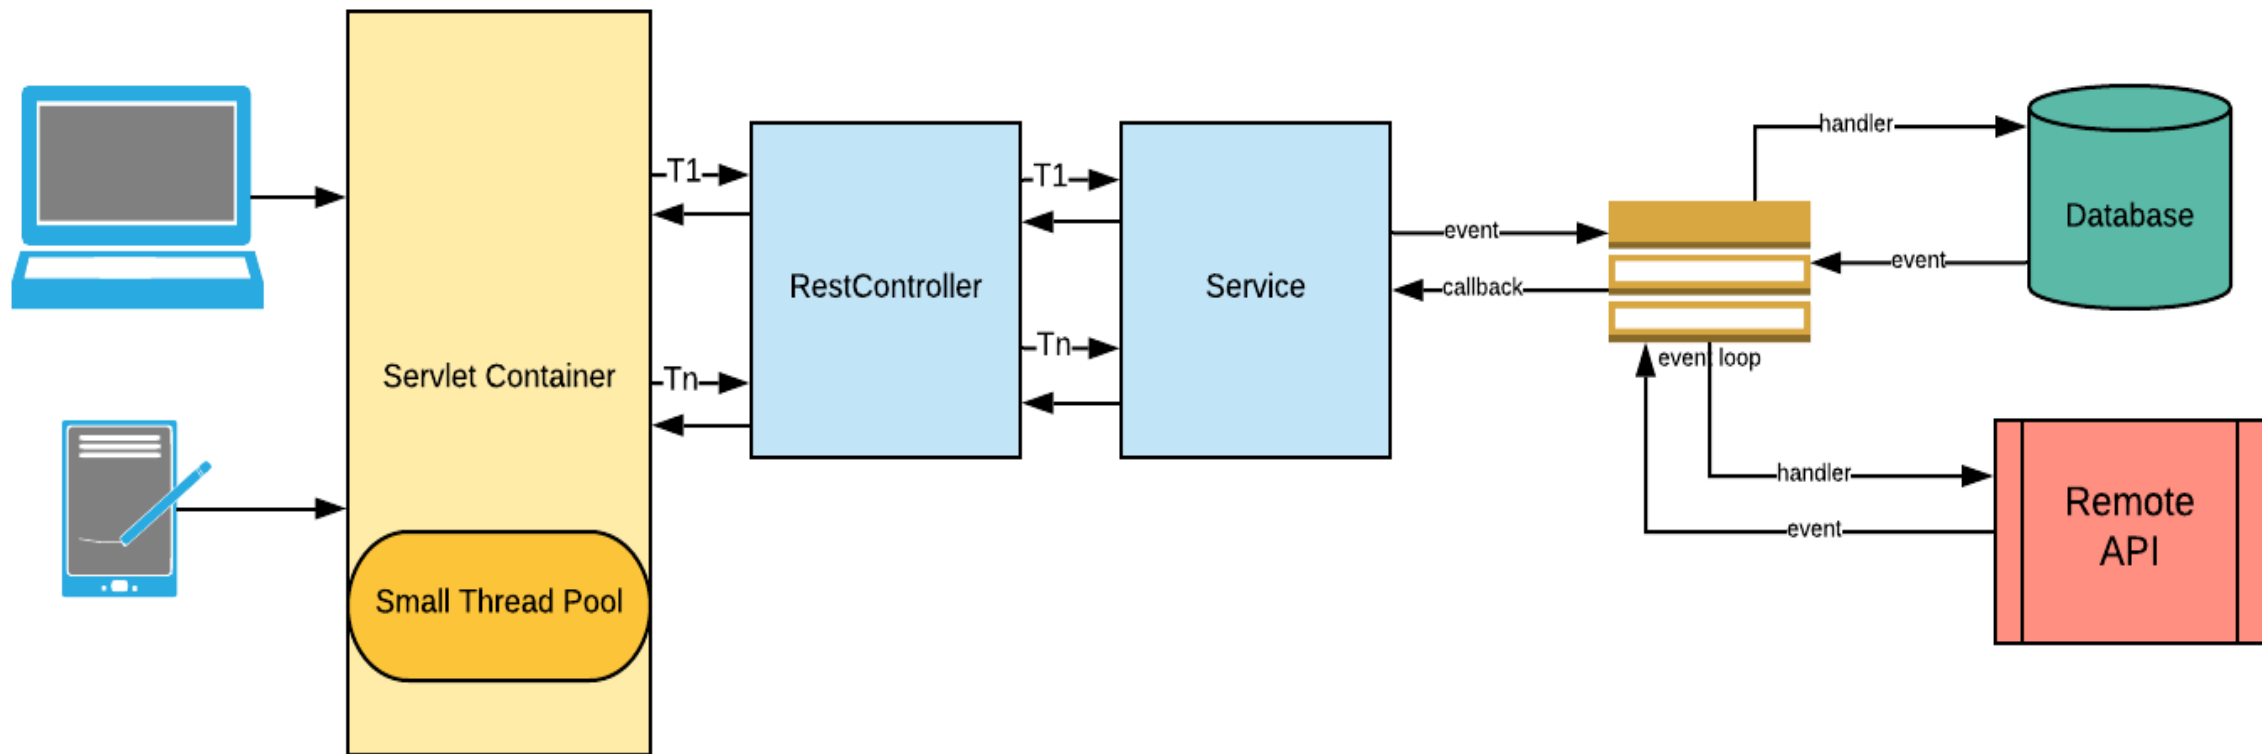 T1
T1
handler
Database
event
event
callback
RestController
Service
Servlet Container
Tn
Tn
event loop
handler
event
Remote
API
Small Thread Pool